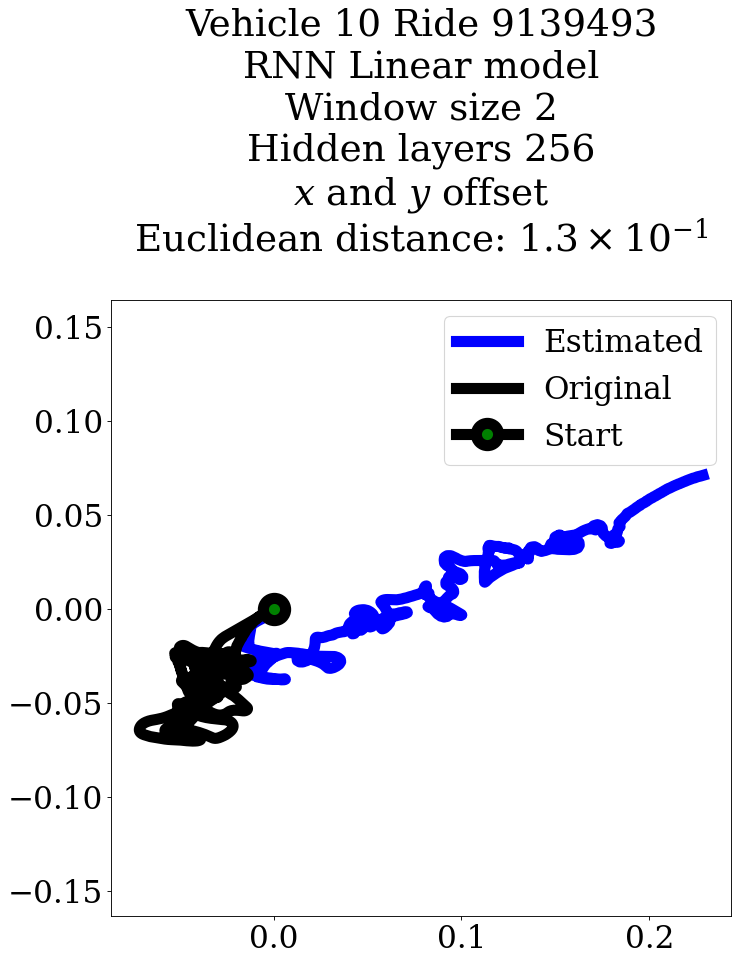 Vehicle 10 Ride 9139493
RNN Linear model
Window size 2
Hidden layers 256
x and y offset
Euclidean distance: 1.3 × 10⁻¹
Estimated
Original
Start
0.15
0.10
0.05
0.00
−0.05
−0.10
−0.15
0.0 0.1 0.2